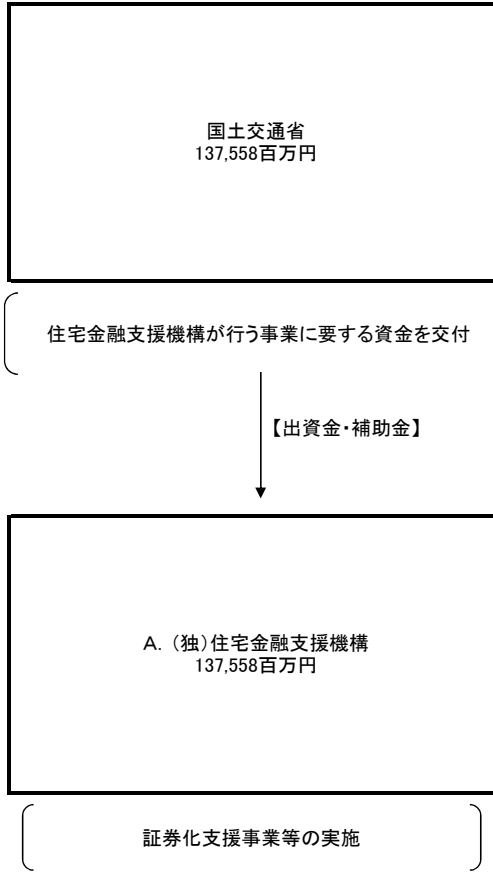 国土交通省
137,558百万円
住宅金融支援機構が行う事業に要する資金を交付
【出資金・補助金】
A. （独）住宅金融支援機構
137,558百万円
証券化支援事業等の実施